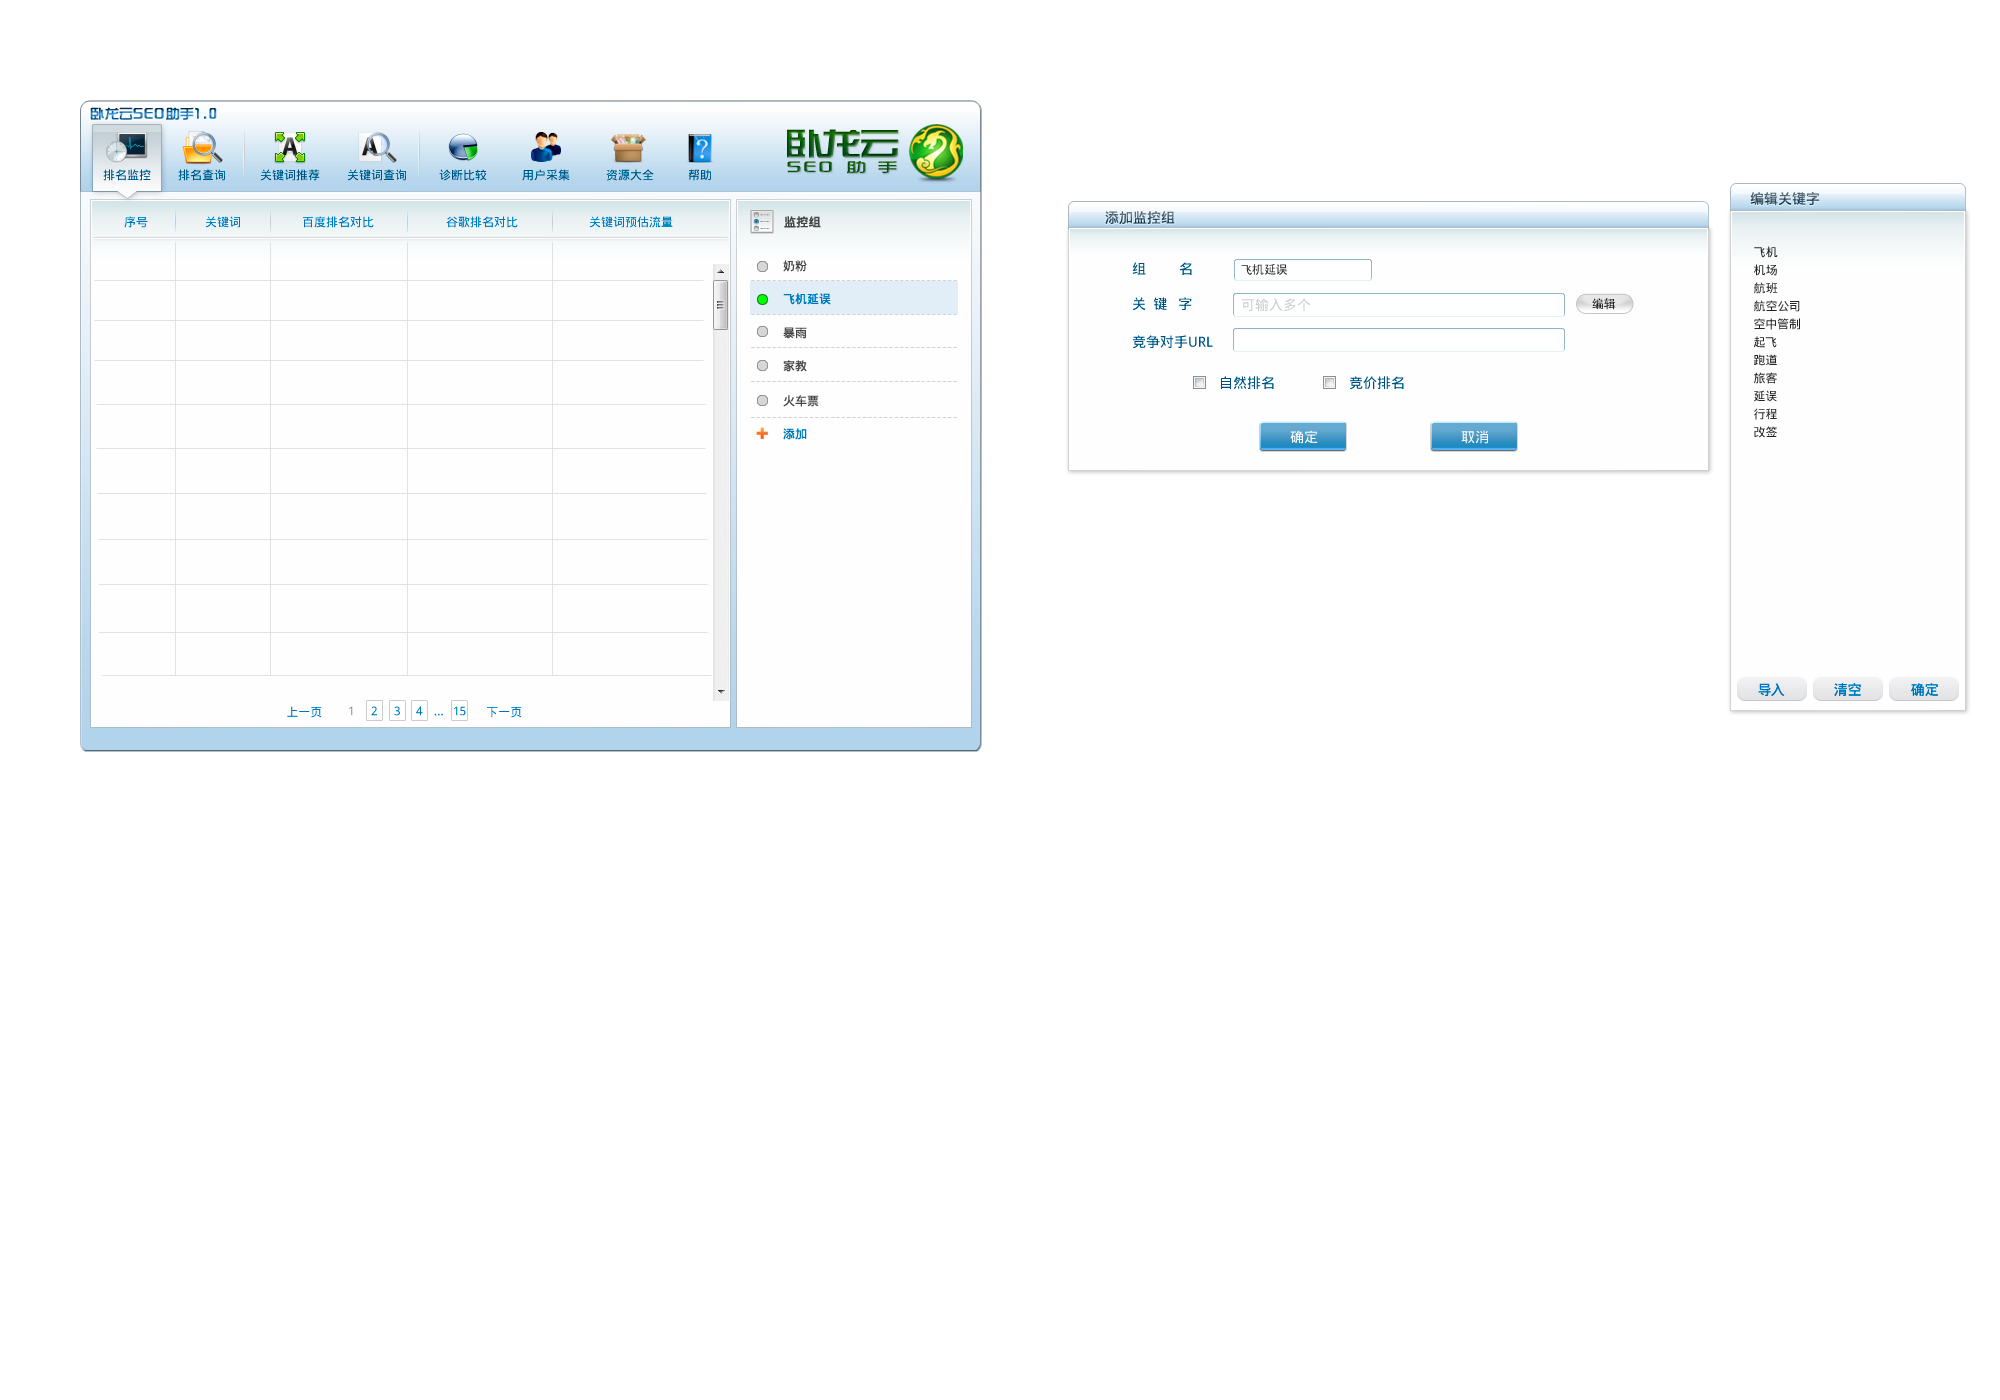 卧龙云SEO助手1.0
排名监控 排名查询 关键词推荐 关键词查询 诊断比较 用户采集 资源大全 帮助
卧龙云
SEO 助 手
序号 关键词 百度排名对比 谷歌排名对比 关键词预估流量
监控组
奶粉
飞机延误
暴雨
家教
火车票
添加
上一页 1 2 3 4 ... 15 下一页
添加监控组
组 名 飞机延误
关 键 字 可输入多个 编辑
竞争对手URL
自然排名 竞价排名
确定 取消
编辑关键字
飞机
机场
航班
航空公司
空中管制
起飞
跑道
旅客
延误
行程
改签
导入 清空 确定